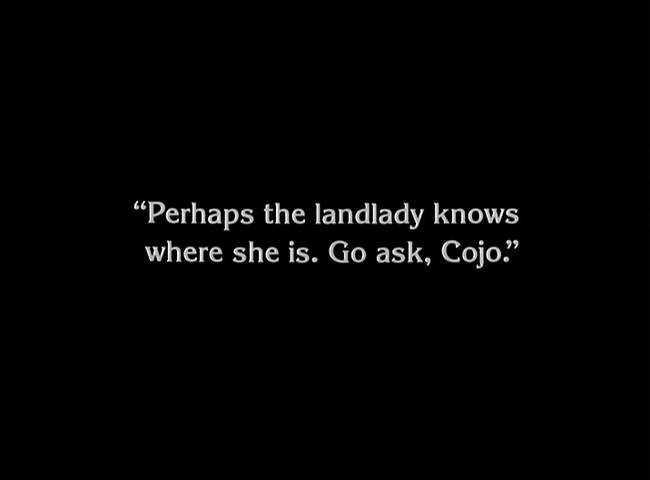 “Perhaps the landlady knows
where she is. Go ask, Cojo.”